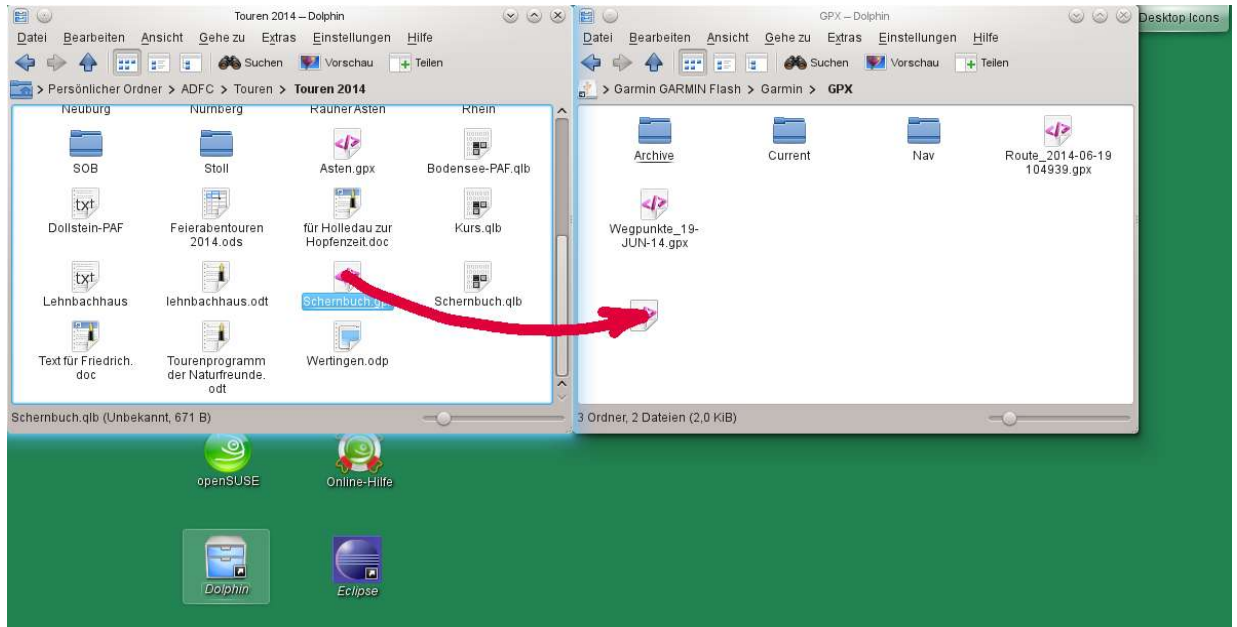 Touren 2014 – Dolphin
Datei Bearbeiten Ansicht Gehe zu Extras Einstellungen Hilfe
Suchen Vorschau Teilen
> Persönlicher Ordner > ADFC > Touren > Touren 2014
Neuburg Nürnberg Rauher Asten Rhein
SOB Stoll Asten.gpx Bodensee-PAF.qlb
Dollstein-PAF Feierabentouren 2014.ods für Holledau zur Hopfenzeit.doc Kurs.qlb
Lehnbachhaus lehnbachhaus.odt Schernbuch.gpx Schernbuch.qlb
Text für Friedrich.doc Tourenprogramm der Naturfreunde.odt Wertingen.odp
Schernbuch.qlb (Unbekannt, 671 B)
GPX – Dolphin
Datei Bearbeiten Ansicht Gehe zu Extras Einstellungen Hilfe
Suchen Vorschau Teilen
> Garmin GARMIN Flash > Garmin > GPX
Archive Current Nav Route_2014-06-19 104939.gpx
Wegpunkte_19-JUN-14.gpx
3 Ordner, 2 Dateien (2,0 KiB)
Desktop Icons
openSUSE Online-Hilfe
Dolphin Eclipse